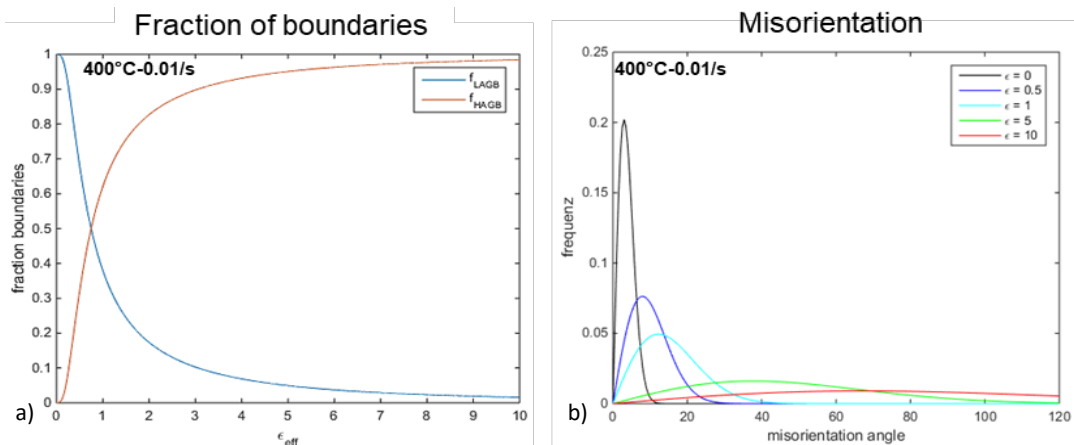 Fraction of boundaries
400°C-0.01/s
f LAGB
f HAGB
1
0.9
0.8
0.7
0.6
0.5
0.4
0.3
0.2
0.1
0
fraction boundaries
0 1 2 3 4 5 6 7 8 9 10
a)
ϵeff
Misorientation
400°C-0.01/s
ϵ = 0
ϵ = 0.5
ϵ = 1
ϵ = 5
ϵ = 10
0.25
0.2
0.15
0.1
0.05
0
frequenz
0 20 40 60 80 100 120
b)
misorientation angle